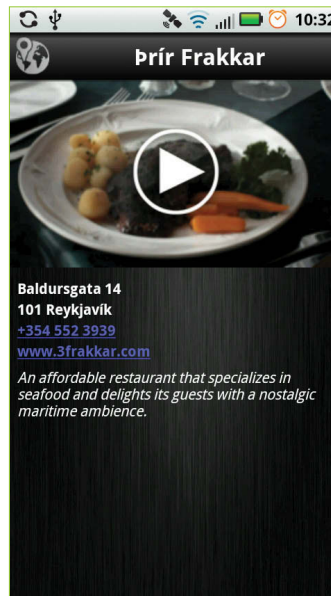 10:32
Þrír Frakkar
Baldursgata 14
101 Reykjavík
+354 552 3939
www.3frakkar.com
An affordable restaurant that specializes in
seafood and delights its guests with a nostalgic
maritime ambience.